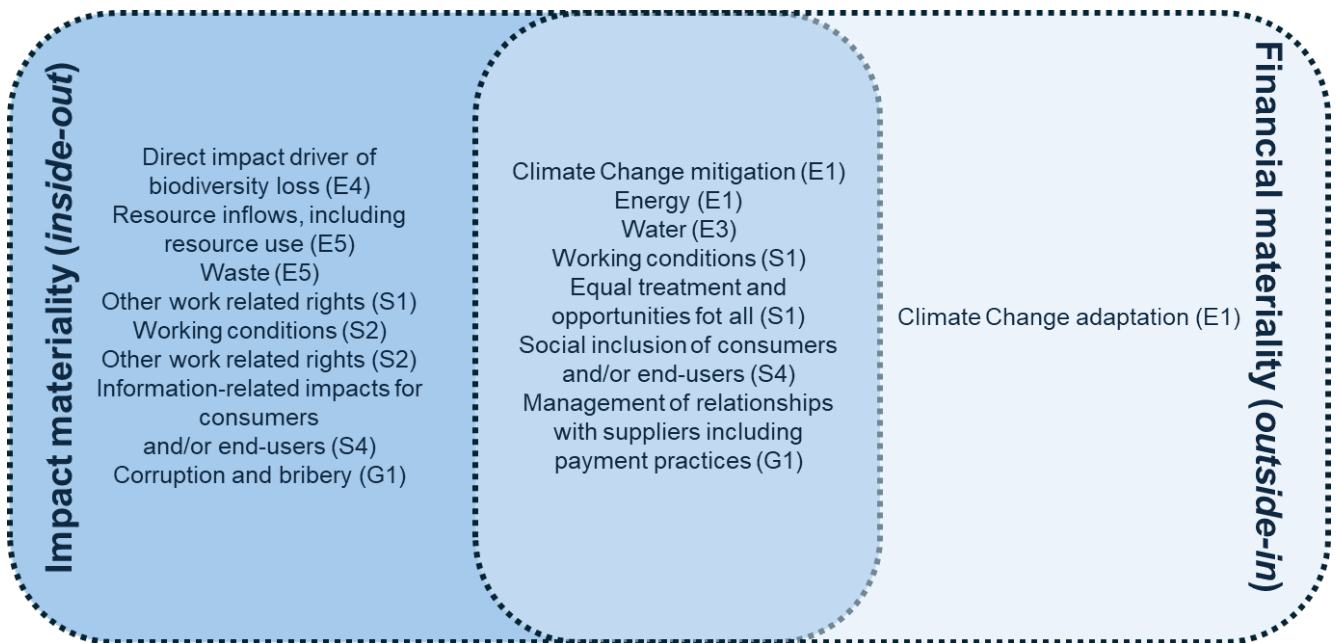 Impact materiality (inside-out)
Direct impact driver of
biodiversity loss (E4)
Resource inflows, including
resource use (E5)
Waste (E5)
Other work related rights (S1)
Working conditions (S2)
Other work related rights (S2)
Information-related impacts for
consumers
and/or end-users (S4)
Corruption and bribery (G1)
Climate Change mitigation (E1)
Energy (E1)
Water (E3)
Working conditions (S1)
Equal treatment and
opportunities fot all (S1)
Social inclusion of consumers
and/or end-users (S4)
Management of relationships
with suppliers including
payment practices (G1)
Climate Change adaptation (E1)
Financial materiality (outside-in)